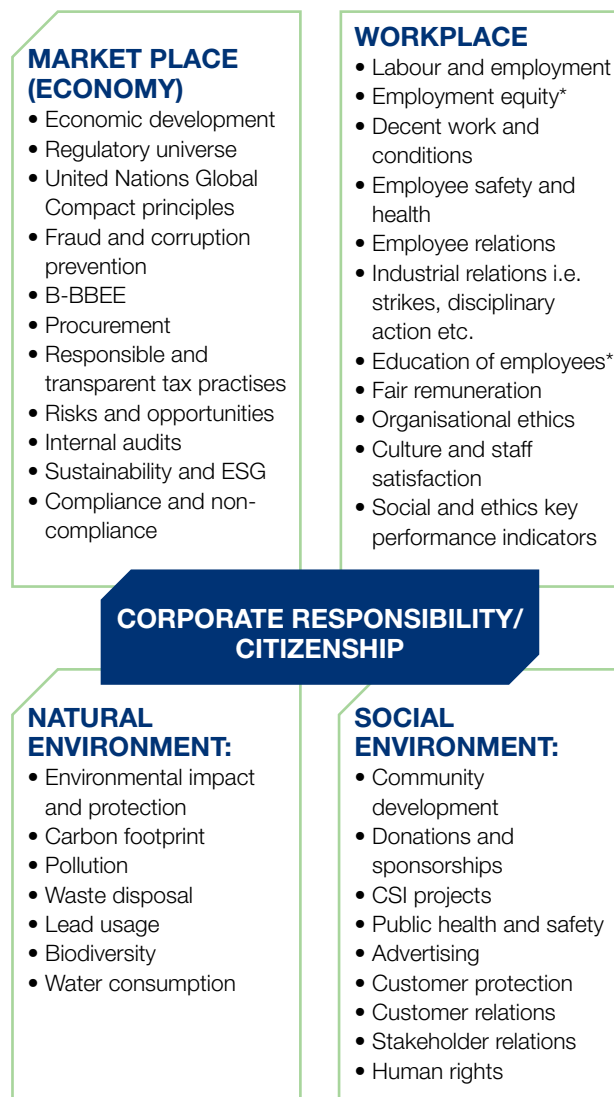 MARKET PLACE
(ECONOMY)
• Economic development
• Regulatory universe
• United Nations Global
Compact principles
• Fraud and corruption
prevention
• B-BBEE
• Procurement
• Responsible and
transparent tax practises
• Risks and opportunities
• Internal audits
• Sustainability and ESG
• Compliance and non-
compliance
WORKPLACE
• Labour and employment
• Employment equity*
• Decent work and
conditions
• Employee safety and
health
• Employee relations
• Industrial relations i.e.
strikes, disciplinary
action etc.
• Education of employees*
• Fair remuneration
• Organisational ethics
• Culture and staff
satisfaction
• Social and ethics key
performance indicators
CORPORATE RESPONSIBILITY/
CITIZENSHIP
NATURAL
ENVIRONMENT:
• Environmental impact
and protection
• Carbon footprint
• Pollution
• Waste disposal
• Lead usage
• Biodiversity
• Water consumption
SOCIAL
ENVIRONMENT:
• Community
development
• Donations and
sponsorships
• CSI projects
• Public health and safety
• Advertising
• Customer protection
• Customer relations
• Stakeholder relations
• Human rights